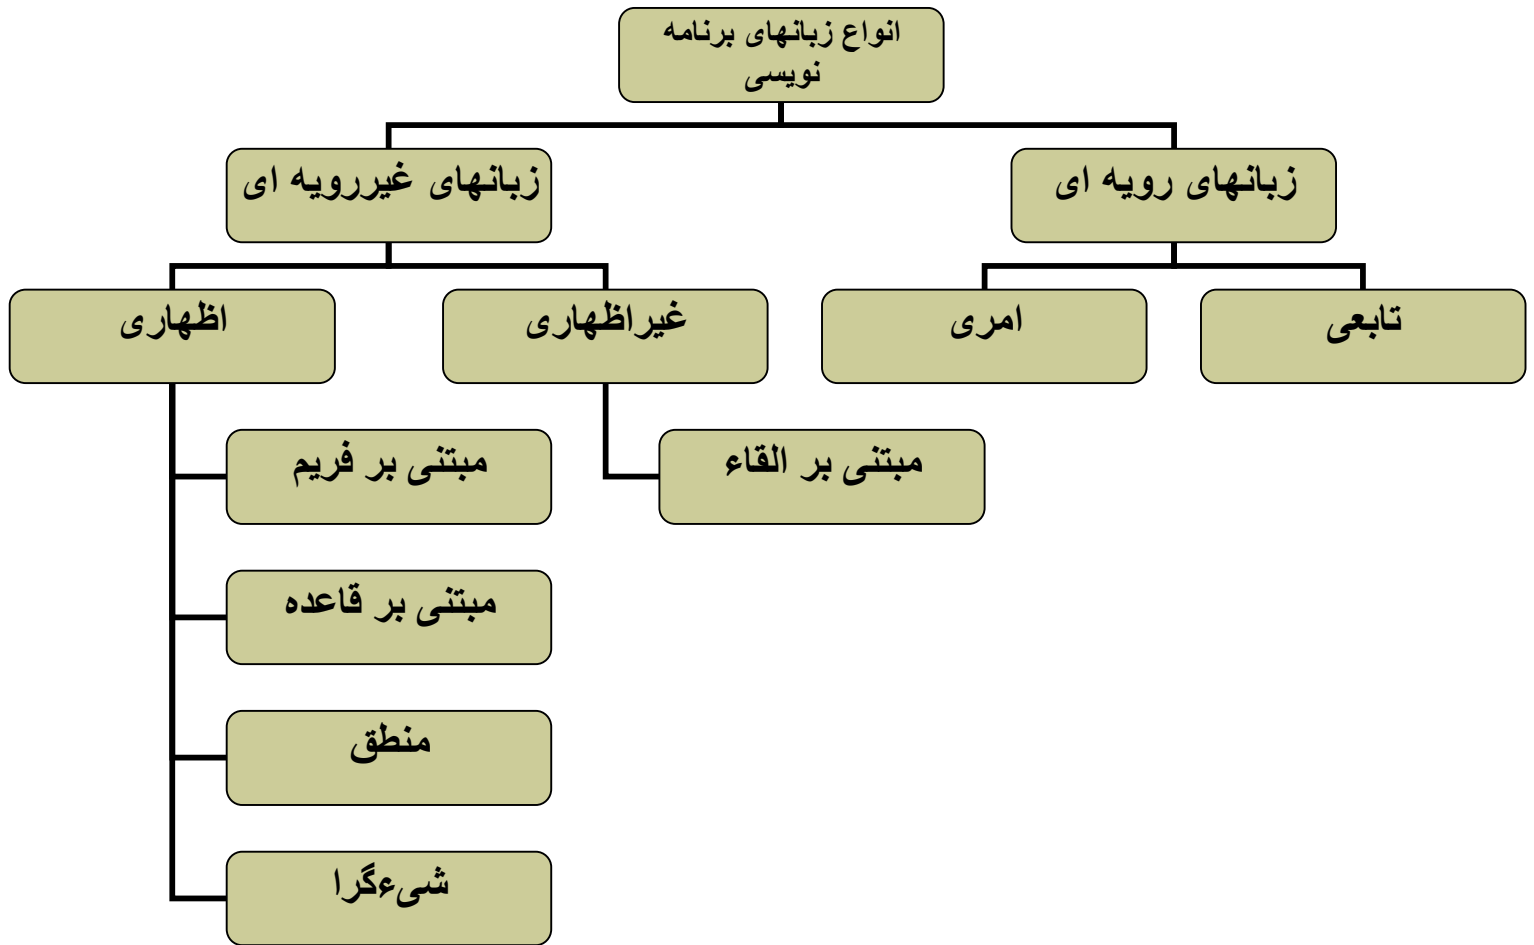 انواع زبانهای برنامه
نویسی
زبانهای رویه ای
زبانهای غیررویه ای
تابعی
امری
غیراظهاری
اظهاری
مبتنی بر القاء
مبتنی بر فریم
مبتنی بر قاعده
منطق
شیءگرا